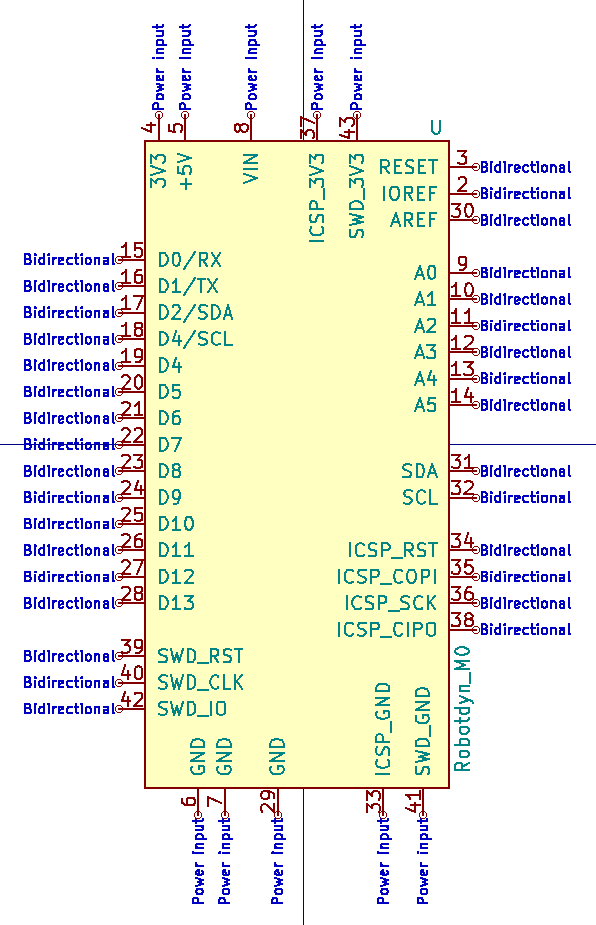 Power input Power input Power input Power input Power input
4 5 8 37 43
U
3V3 +5V VIN ICSP_3V3 SWD_3V3
RESET 3 Bidirectional
IOREF 2 Bidirectional
AREF 30 Bidirectional
Bidirectional 15 D0/RX
A0 9 Bidirectional
Bidirectional 16 D1/TX
A1 10 Bidirectional
Bidirectional 17 D2/SDA
A2 11 Bidirectional
Bidirectional 18 D4/SCL
A3 12 Bidirectional
Bidirectional 19 D4
A4 13 Bidirectional
Bidirectional 20 D5
A5 14 Bidirectional
Bidirectional 21 D6
Bidirectional 22 D7
Bidirectional 23 D8
SDA 31 Bidirectional
Bidirectional 24 D9
SCL 32 Bidirectional
Bidirectional 25 D10
Bidirectional 26 D11
ICSP_RST 34 Bidirectional
Bidirectional 27 D12
ICSP_COPI 35 Bidirectional
Bidirectional 28 D13
ICSP_SCK 36 Bidirectional
ICSP_CIPO 38 Bidirectional
Bidirectional 39 SWD_RST
Bidirectional 40 SWD_CLK
Bidirectional 42 SWD_IO
Robotdyn_M0
GND GND GND ICSP_GND SWD_GND
6 7 29 33 41
Power input Power input Power input Power input Power input